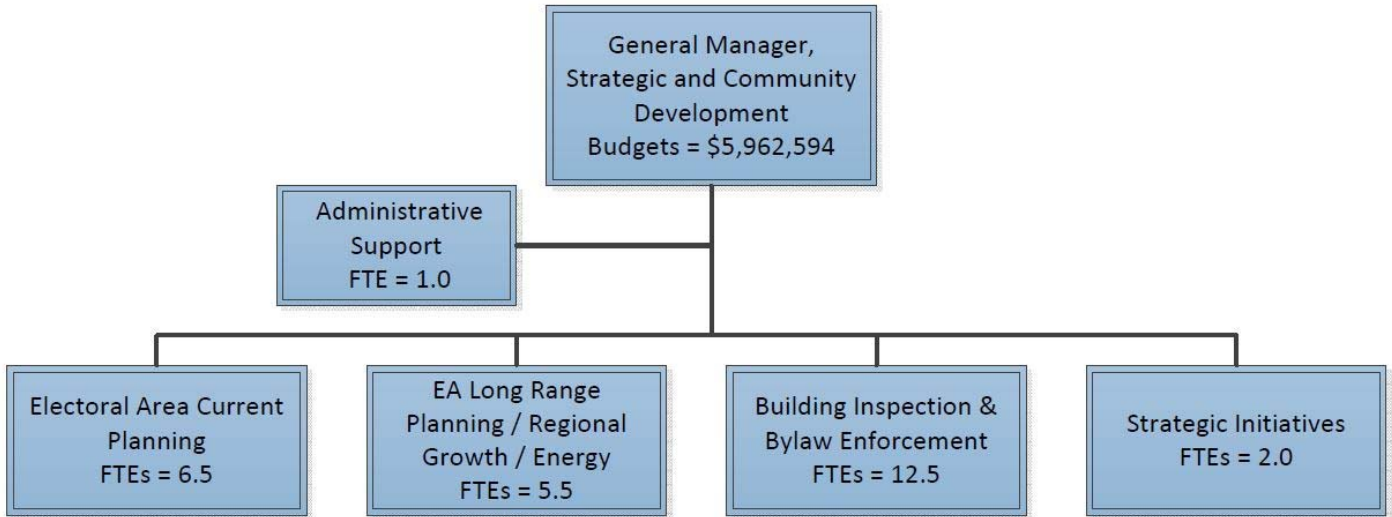 General Manager,
Strategic and Community
Development
Budgets = $5,962,594
Administrative
Support
FTE = 1.0
Electoral Area Current
Planning
FTEs = 6.5
EA Long Range
Planning / Regional
Growth / Energy
FTEs = 5.5
Building Inspection &
Bylaw Enforcement
FTEs = 12.5
Strategic Initiatives
FTEs = 2.0